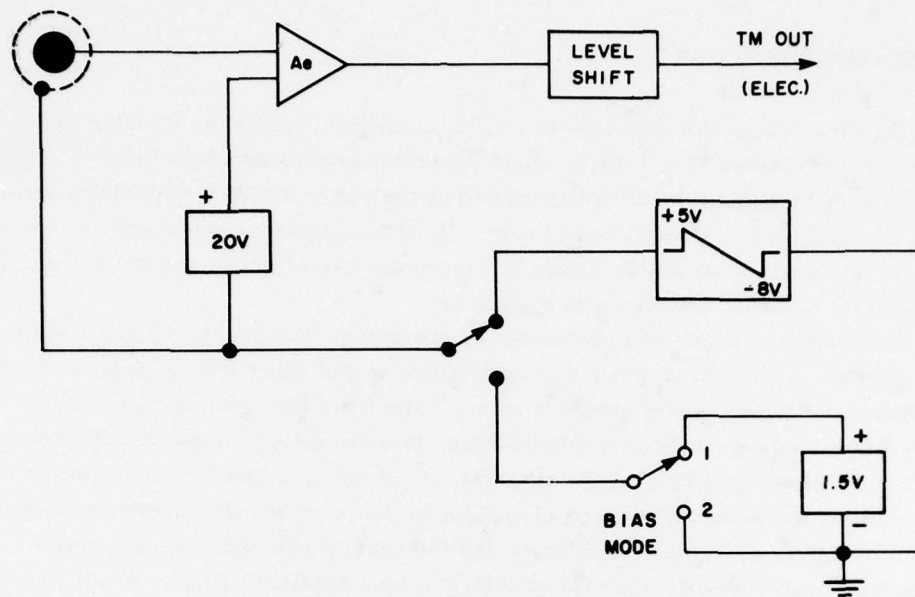 Ae
LEVEL
SHIFT
TM OUT
(ELEC.)
+
20V
+5V
-8V
1
2
BIAS
MODE
+
1.5V
-